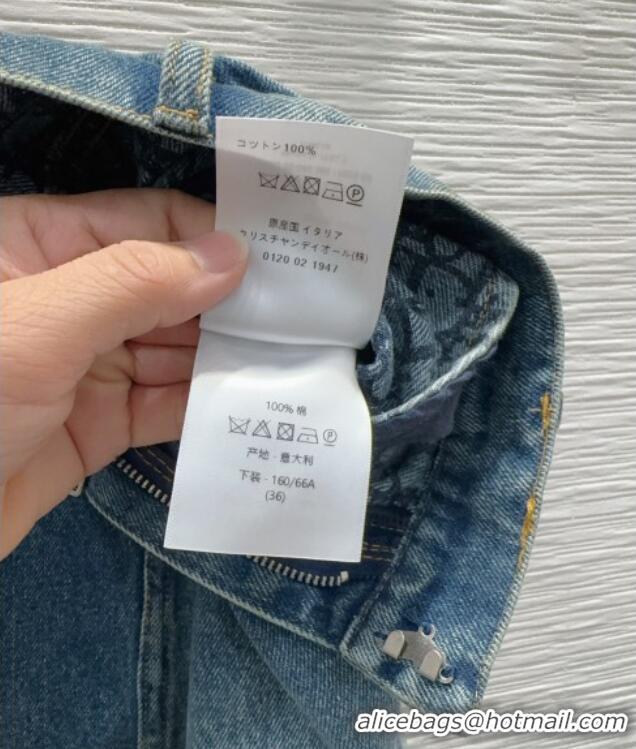 コットン100%
P
原産国 イタリア
クリスチャンディオール(株)
0120 02 1947
100% 棉
P
产地 - 意大利
下装 - 160/66A
(36)
alicebags@hotmail.com